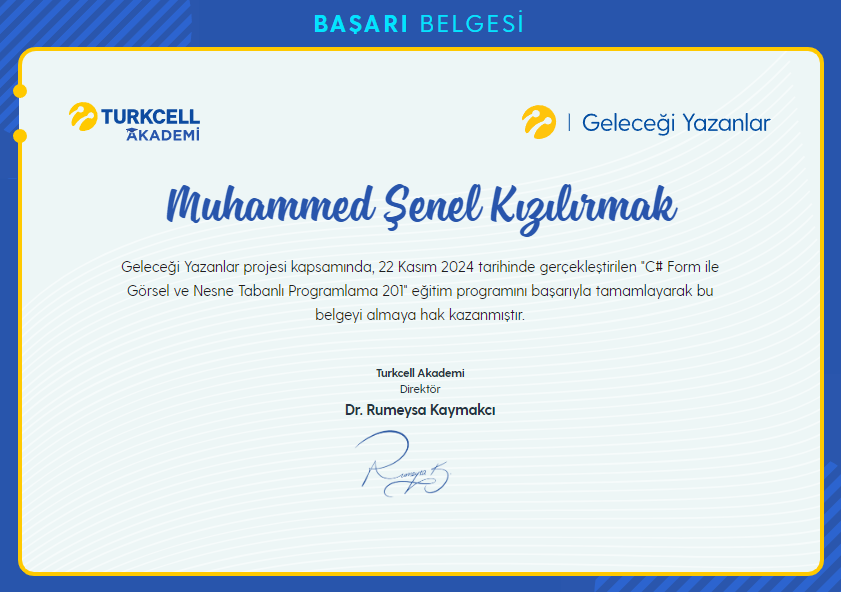 BAŞARI BELGESİ
TURKCELL
AKADEMİ
Geleceği Yazanlar
Muhammed Şenel Kızılırmak
Geleceği Yazanlar projesi kapsamında, 22 Kasım 2024 tarihinde gerçekleştirilen "C# Form ile
Görsel ve Nesne Tabanlı Programlama 201" eğitim programını başarıyla tamamlayarak bu
belgeyi almaya hak kazanmıştır.
Turkcell Akademi
Direktör
Dr. Rumeysa Kaymakcı
Rumeysa K